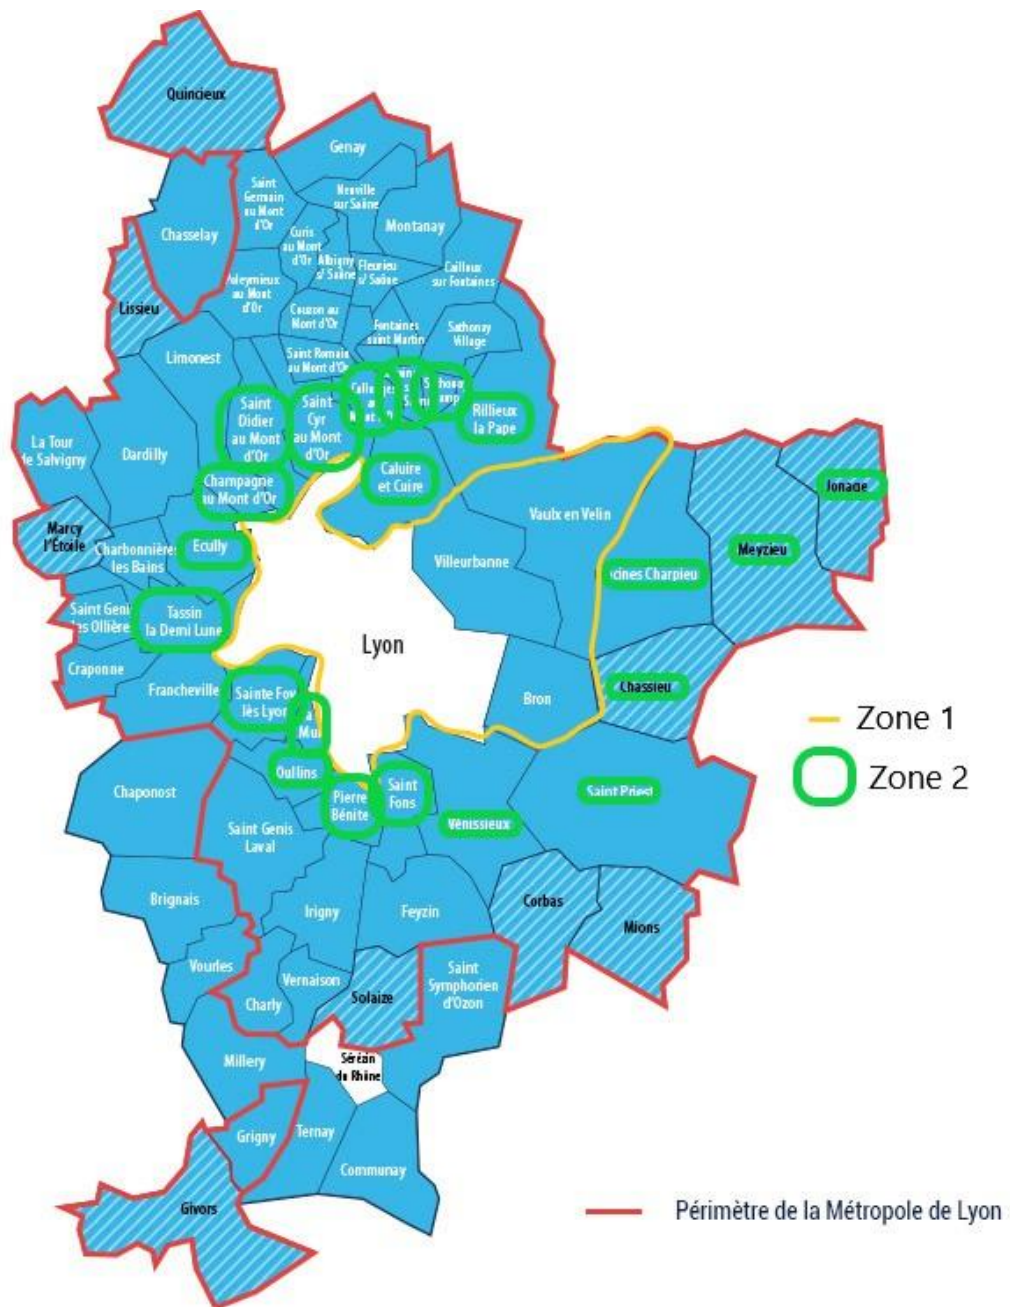 Quincieux
Genay
Saint
Germain
au Mont
d'Or
Neuville
sur Saône
Montanay
Chasselay
Curis
au Mont
d'Or
Albigny
s/ Saône
Fleurieu
s/ Saône
Cailloux
sur Fontaines
au Mont
d'Or
Lissieu
Couzon au
Mont d'Or
Fontaines
saint Martin
Sathonay
Village
Limonest
Saint Romain
au Mont d'Or
Saint
Didier
au Mont
d'Or
Saint
Cyr
au Mont
d'Or
Rillieux
la Pape
La Tour
de Salvigny
Dardilly
Champagne
au Mont d'Or
Caluire
et Cuire
Vaulx en Velin
Jonage
Marcy
l'Étoile
Charbonnières
les Bains
Ecully
Villeurbanne
Meyzieu
Saint Geni
les Ollière
Tassin
la Demi Lune
cines Charpieu
Lyon
Craponne
Francheville
Sainte Foy
lès Lyon
Bron
Chassieu
Zone 1
Zone 2
Oullins
Chaponost
Pierre
Bénite
Saint
Fons
Saint Priest
Vénissieux
Saint Genis
Laval
Brignais
Irigny
Feyzin
Corbas
Mions
Vourles
Vernaison
Charly
Solaize
Saint
Symphorien
d'Ozon
Millery
Sérézin
du Rhône
Grigny
Ternay
Communay
Givors
Périmètre de la Métropole de Lyon